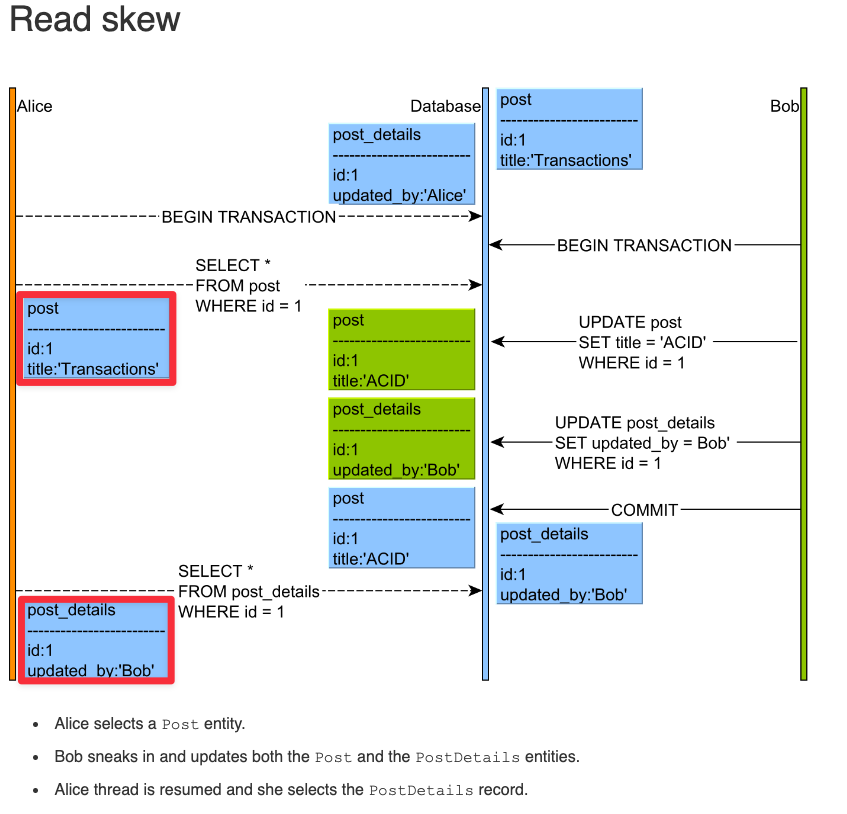 Read skew
Alice
Database
Bob
post
-------------------------
id:1
title:'Transactions'
post_details
-------------------------
id:1
updated_by:'Alice'
BEGIN TRANSACTION
BEGIN TRANSACTION
SELECT *
FROM post
WHERE id = 1
post
-------------------------
id:1
title:'Transactions'
post
-------------------------
id:1
title:'ACID'
UPDATE post
SET title = 'ACID'
WHERE id = 1
post_details
-------------------------
id:1
updated_by:'Bob'
UPDATE post_details
SET updated_by = Bob'
WHERE id = 1
post
-------------------------
id:1
title:'ACID'
COMMIT
post_details
-------------------------
id:1
updated_by:'Bob'
SELECT *
FROM post_details
WHERE id = 1
post_details
-------------------------
id:1
updated_by:'Bob'
• Alice selects a Post entity.
• Bob sneaks in and updates both the Post and the PostDetails entities.
• Alice thread is resumed and she selects the PostDetails record.